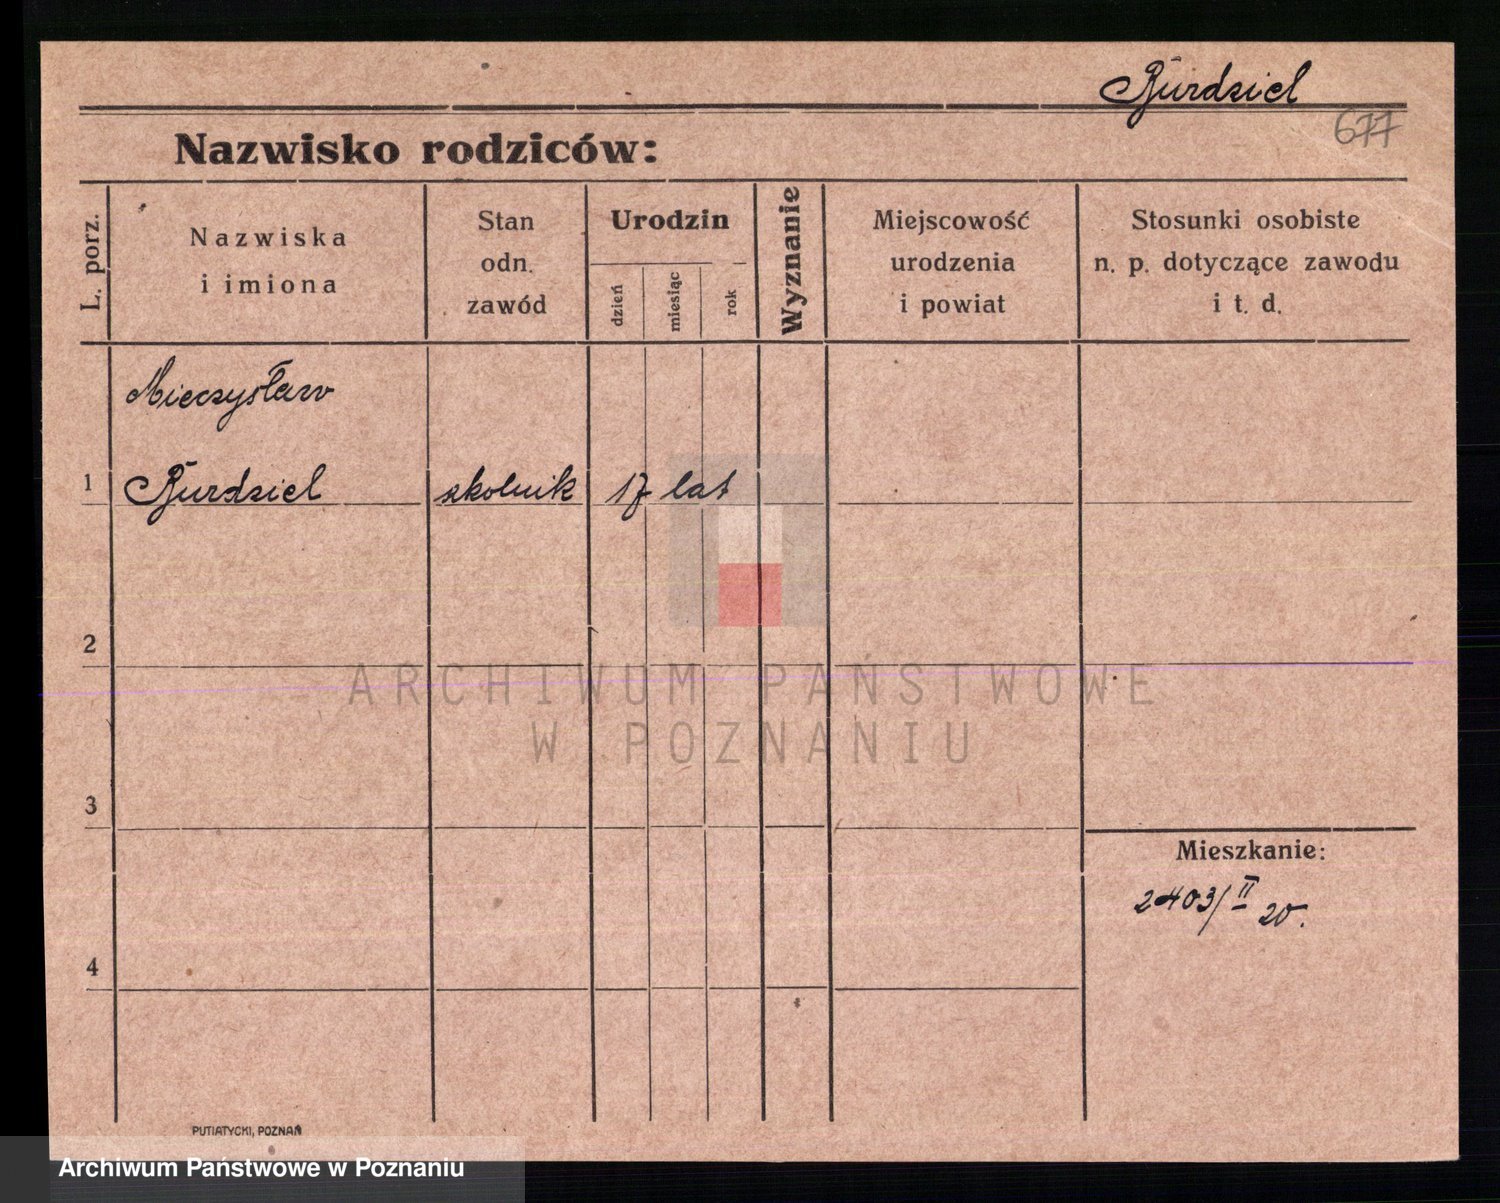 Burdziel
677
Nazwisko rodziców:
L. porz.
Nazwiska
i imiona
Stan
odn.
zawód
Urodzin
dzień
miesiąc
rok
Wyznanie
Miejscowość
urodzenia
i powiat
Stosunki osobiste
n. p. dotyczące zawodu
i t. d.
Mieczysław
1 Burdziel szkolnik 17 lat
2
ARCHIWUM PAŃSTWOWE
W POZNANIU
3
Mieszkanie:
2403/II 20.
4
PUTIATYCKI, POZNAŃ
Archiwum Państwowe w Poznaniu